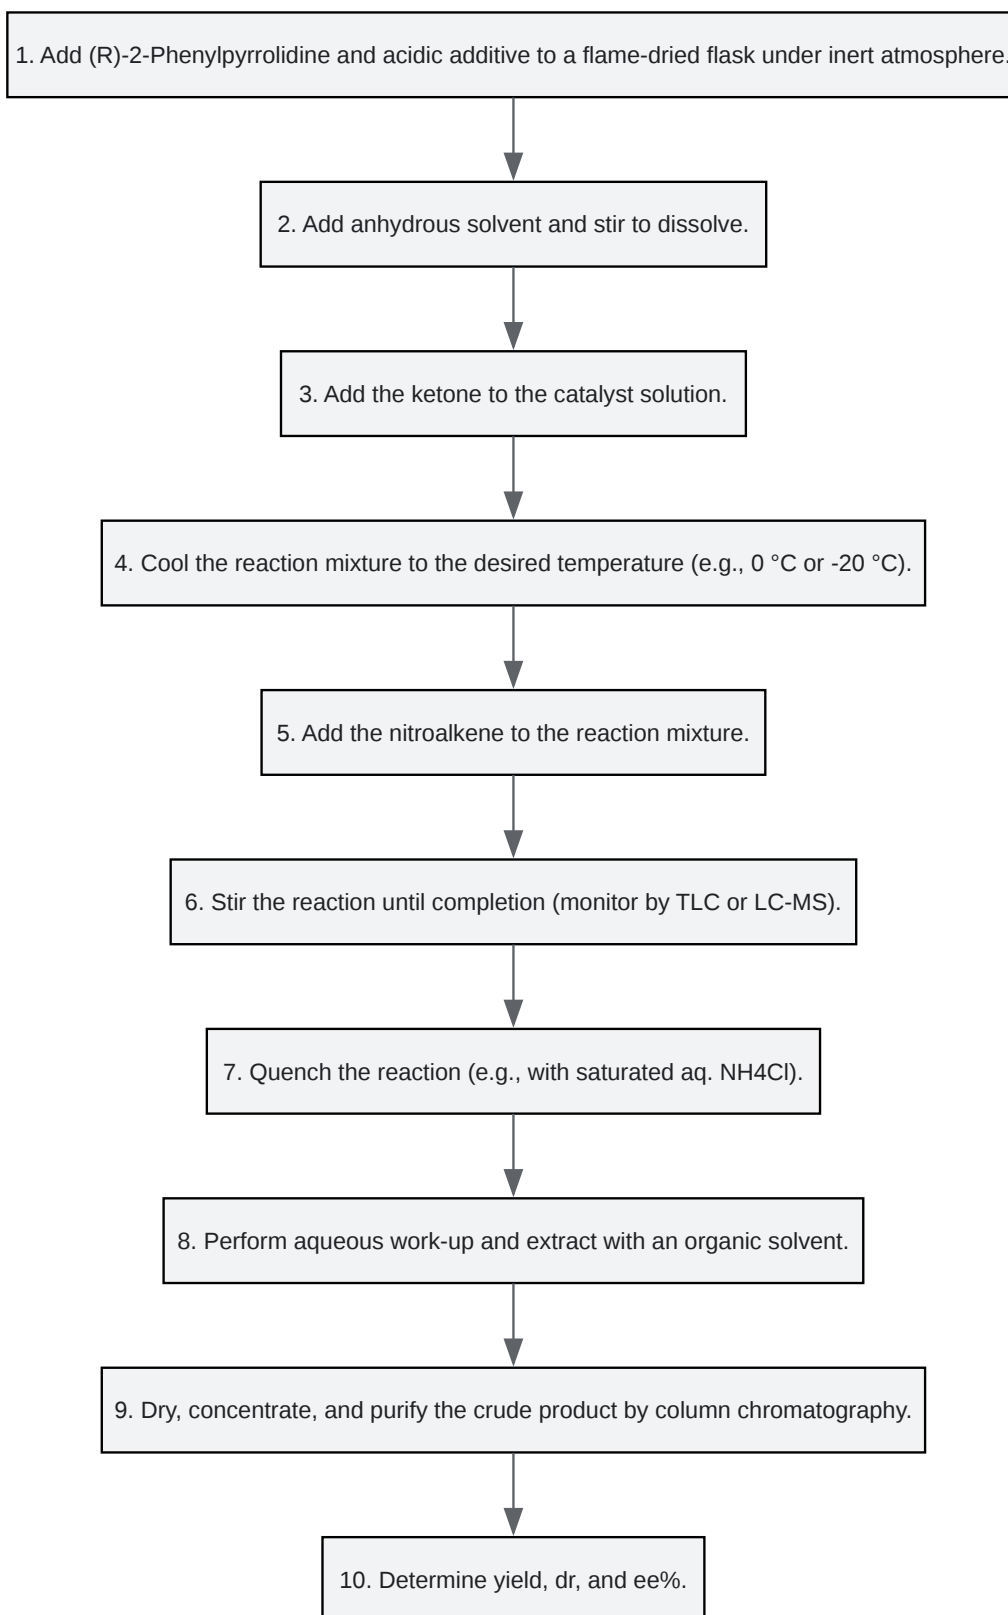 1. Add (R)-2-Phenylpyrrolidine and acidic additive to a flame-dried flask under inert atmosphere.
2. Add anhydrous solvent and stir to dissolve.
3. Add the ketone to the catalyst solution.
4. Cool the reaction mixture to the desired temperature (e.g., 0 °C or -20 °C).
5. Add the nitroalkene to the reaction mixture.
6. Stir the reaction until completion (monitor by TLC or LC-MS).
7. Quench the reaction (e.g., with saturated aq. NH4Cl).
8. Perform aqueous work-up and extract with an organic solvent.
9. Dry, concentrate, and purify the crude product by column chromatography.
10. Determine yield, dr, and ee%.